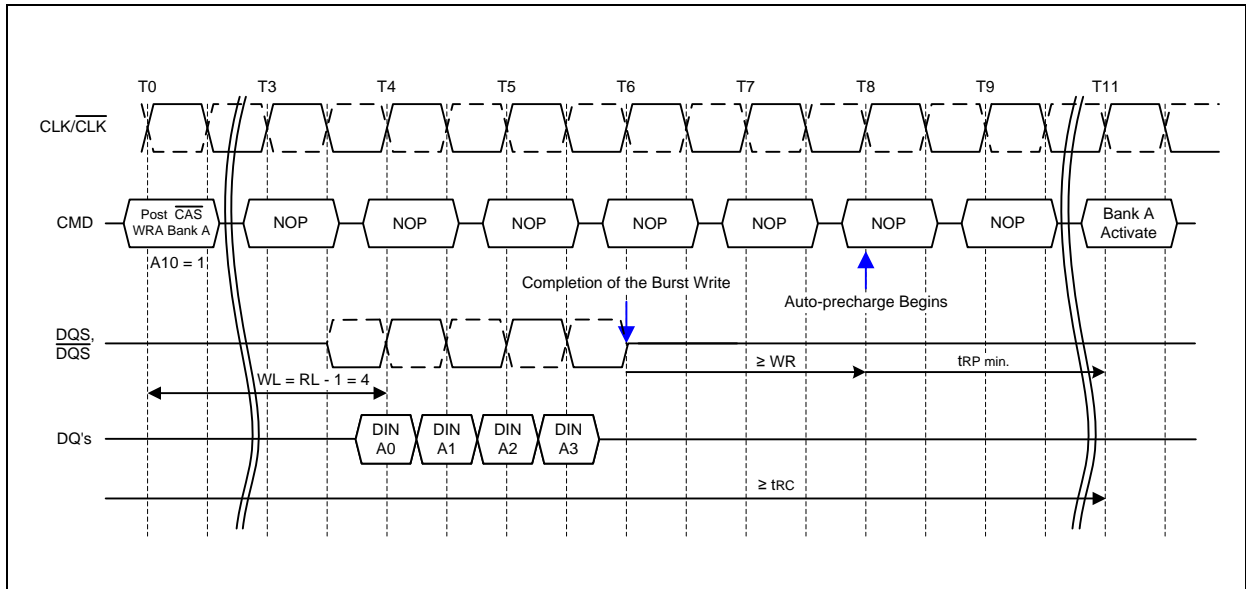 T0 T3 T4 T5 T6 T7 T8 T9 T11
CLK/CLK
CMD
Post CAS
WRA Bank A
NOP NOP NOP NOP NOP NOP NOP
Bank A
Activate
A10 = 1
Completion of the Burst Write
Auto-precharge Begins
DQS,
DQS
≥ WR
tRP min.
WL = RL - 1 = 4
DQ's
DIN
A0
DIN
A1
DIN
A2
DIN
A3
≥ tRC